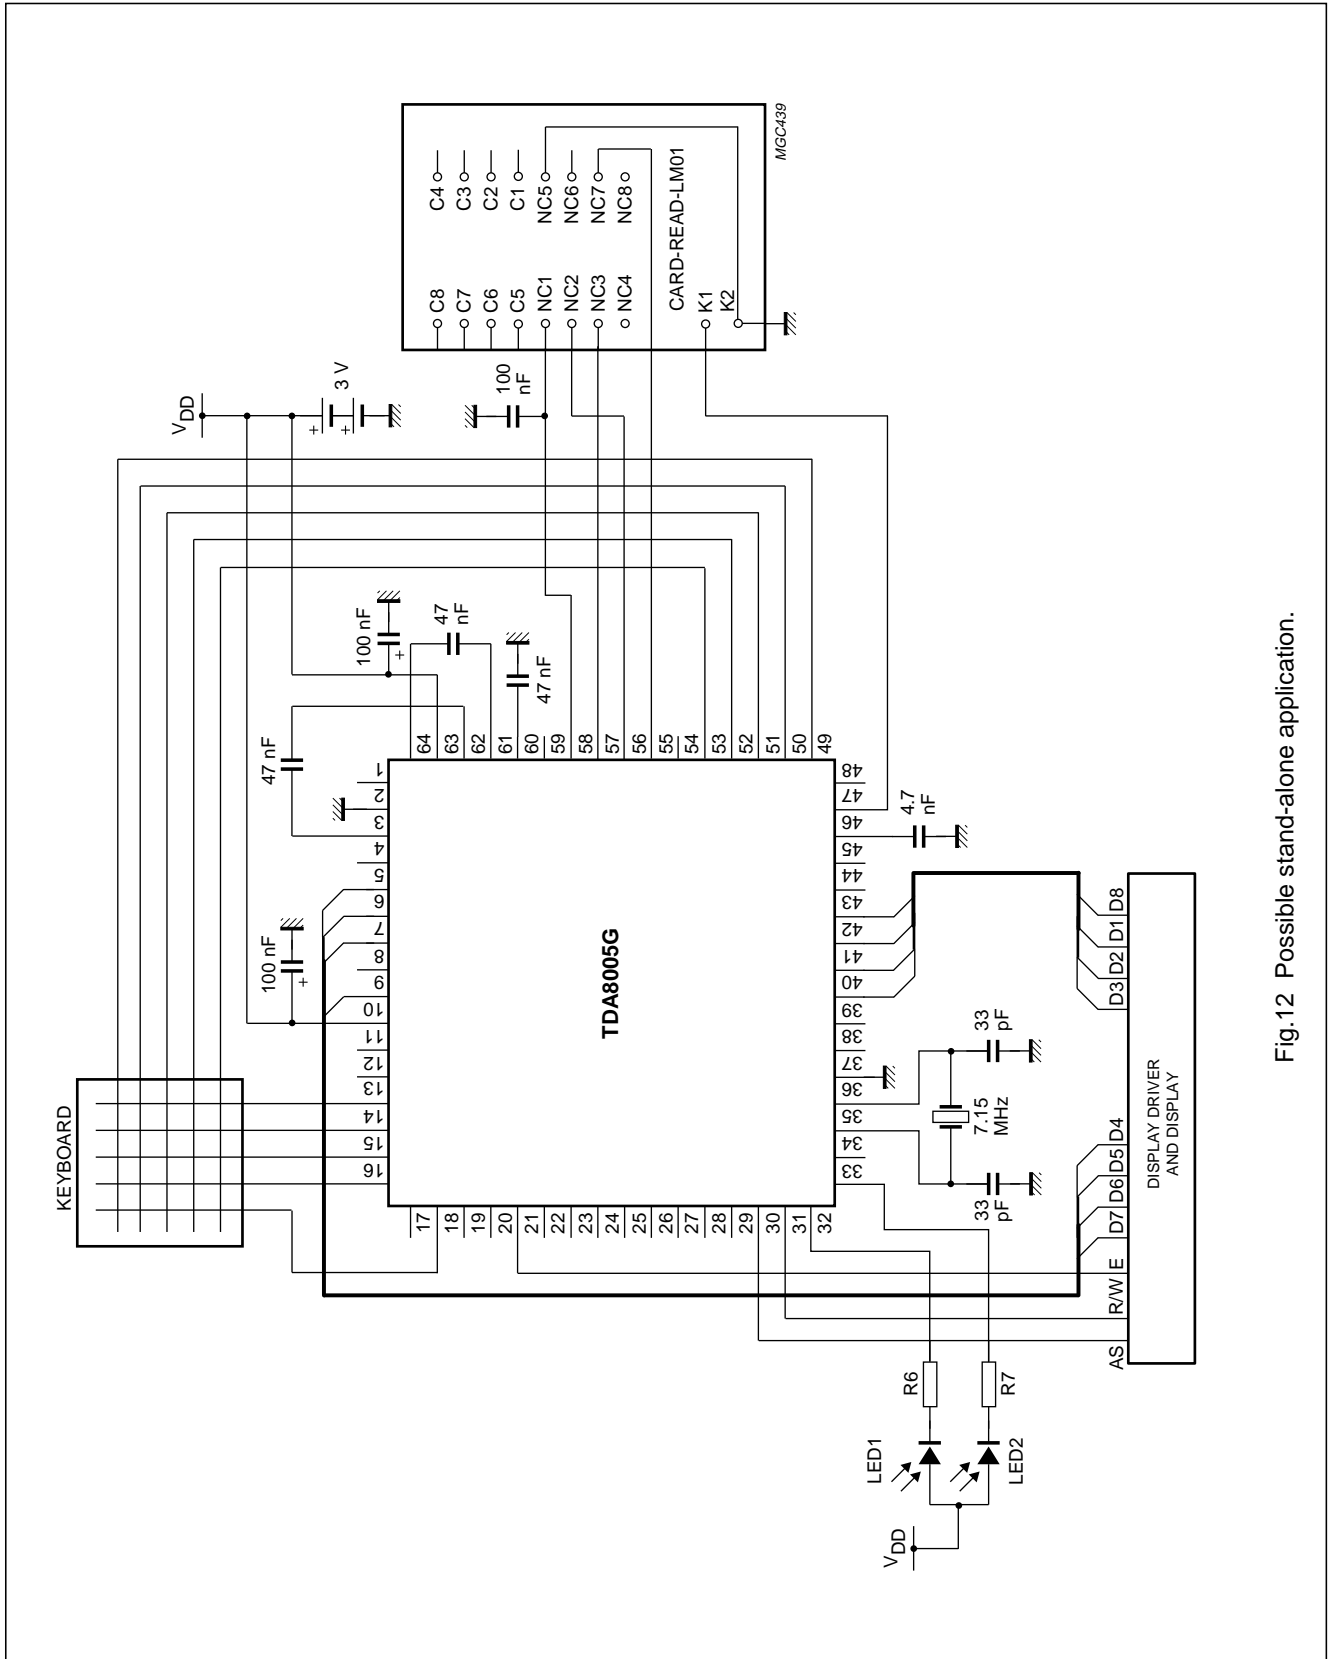 C4
C3
C2
C1
NC5
NC6
NC7
NC8
C8
C7
C6
C5
NC1
NC2
NC3
NC4
CARD-READ-LM01
K1
K2
MGC439
VDD
3 V
+
+
100
nF
100 nF
+
47
nF
47 nF
47 nF
100 nF
+
KEYBOARD
TDA8005G
1
2
3
4
5
6
7
8
9
10
11
12
13
14
15
16
17
18
19
20
21
22
23
24
25
26
27
28
29
30
31
32
33
34
35
36
37
38
39
40
41
42
43
44
45
46
47
48
49
50
51
52
53
54
55
56
57
58
59
60
61
62
63
64
4.7
nF
33
pF
7.15
MHz
33
pF
D8
D1
D2
D3
DISPLAY DRIVER
AND DISPLAY
D4
D5
D6
D7
E
R/W
AS
R6
R7
LED1
LED2
VDD
Fig.12 Possible stand-alone application.